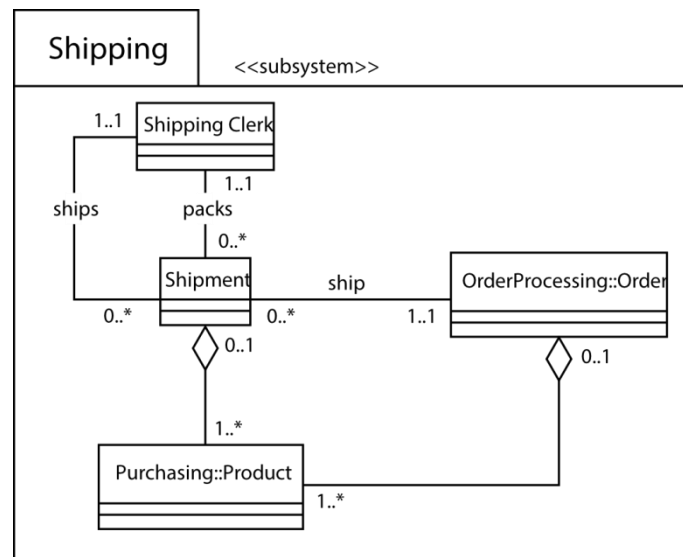 Shipping
<<subsystem>>
1..1
Shipping Clerk
1..1
ships
packs
0..*
Shipment
ship
OrderProcessing::Order
0..*
0..*
1..1
0..1
0..1
1..*
Purchasing::Product
1..*